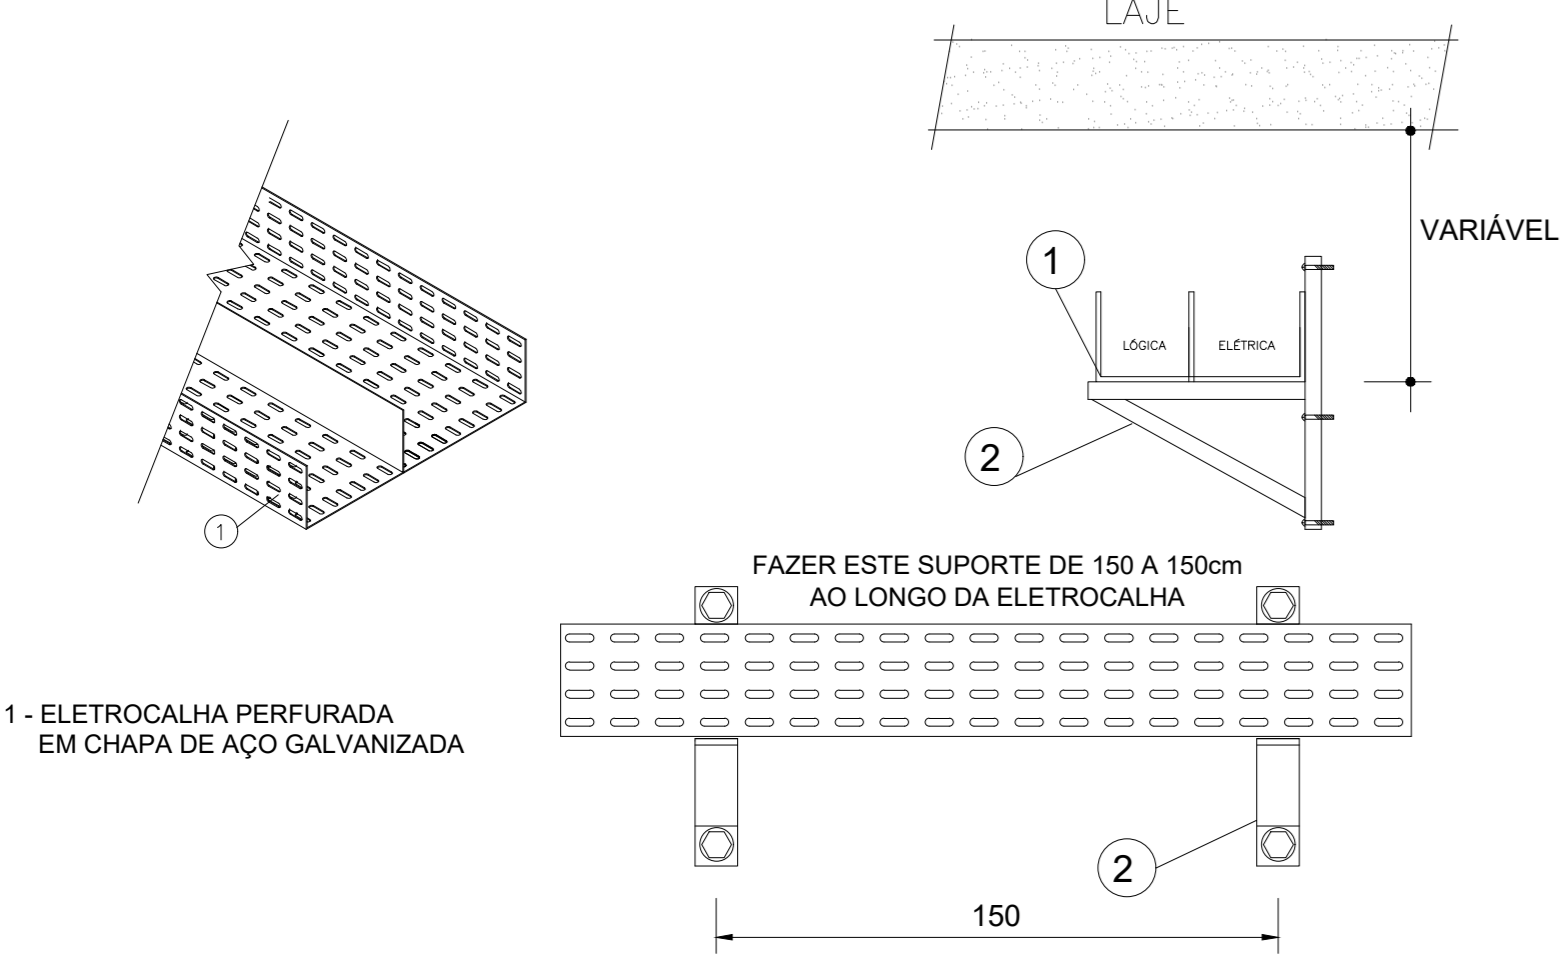 LAJE
VARIÁVEL
1
LÓGICA
ELÉTRICA
2
1
FAZER ESTE SUPORTE DE 150 A 150cm
AO LONGO DA ELETROCALHA
1 - ELETROCALHA PERFURADA
EM CHAPA DE AÇO GALVANIZADA
2
150